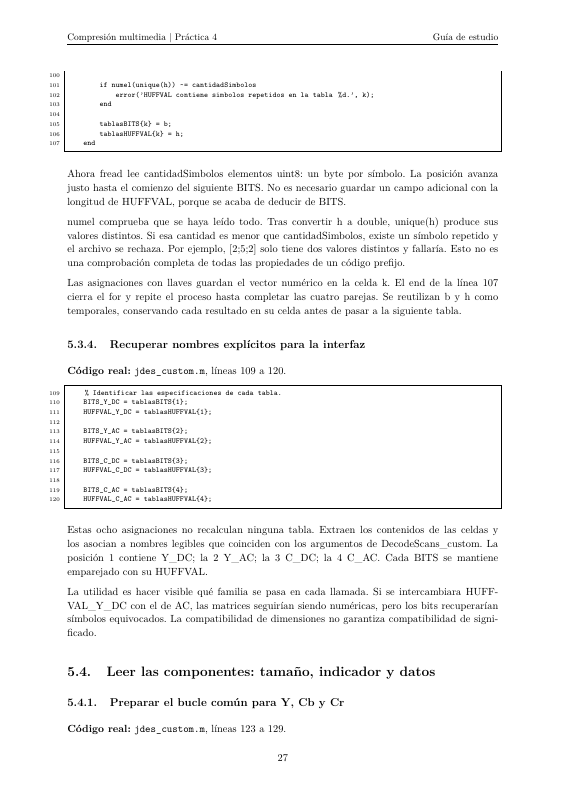 Compresión multimedia | Práctica 4 Guía de estudio
100
101 if numel(unique(h)) ~= cantidadSimbolos
102 error('HUFFVAL contiene simbolos repetidos en la tabla %d.', k);
103 end
104
105 tablasBITS{k} = b;
106 tablasHUFFVAL{k} = h;
107 end
Ahora fread lee cantidadSimbolos elementos uint8: un byte por símbolo. La posición avanza
justo hasta el comienzo del siguiente BITS. No es necesario guardar un campo adicional con la
longitud de HUFFVAL, porque se acaba de deducir de BITS.
numel comprueba que se haya leído todo. Tras convertir h a double, unique(h) produce sus
valores distintos. Si esa cantidad es menor que cantidadSimbolos, existe un símbolo repetido y
el archivo se rechaza. Por ejemplo, [2;5;2] solo tiene dos valores distintos y fallaría. Esto no es
una comprobación completa de todas las propiedades de un código prefijo.
Las asignaciones con llaves guardan el vector numérico en la celda k. El end de la línea 107
cierra el for y repite el proceso hasta completar las cuatro parejas. Se reutilizan b y h como
temporales, conservando cada resultado en su celda antes de pasar a la siguiente tabla.
5.3.4. Recuperar nombres explícitos para la interfaz
Código real: jdes_custom.m, líneas 109 a 120.
109 % Identificar las especificaciones de cada tabla.
110 BITS_Y_DC = tablasBITS{1};
111 HUFFVAL_Y_DC = tablasHUFFVAL{1};
112
113 BITS_Y_AC = tablasBITS{2};
114 HUFFVAL_Y_AC = tablasHUFFVAL{2};
115
116 BITS_C_DC = tablasBITS{3};
117 HUFFVAL_C_DC = tablasHUFFVAL{3};
118
119 BITS_C_AC = tablasBITS{4};
120 HUFFVAL_C_AC = tablasHUFFVAL{4};
Estas ocho asignaciones no recalculan ninguna tabla. Extraen los contenidos de las celdas y
los asocian a nombres legibles que coinciden con los argumentos de DecodeScans_custom. La
posición 1 contiene Y_DC; la 2 Y_AC; la 3 C_DC; la 4 C_AC. Cada BITS se mantiene
emparejado con su HUFFVAL.
La utilidad es hacer visible qué familia se pasa en cada llamada. Si se intercambiara HUFF-
VAL_Y_DC con el de AC, las matrices seguirían siendo numéricas, pero los bits recuperarían
símbolos equivocados. La compatibilidad de dimensiones no garantiza compatibilidad de signi-
ficado.
5.4. Leer las componentes: tamaño, indicador y datos
5.4.1. Preparar el bucle común para Y, Cb y Cr
Código real: jdes_custom.m, líneas 123 a 129.
27